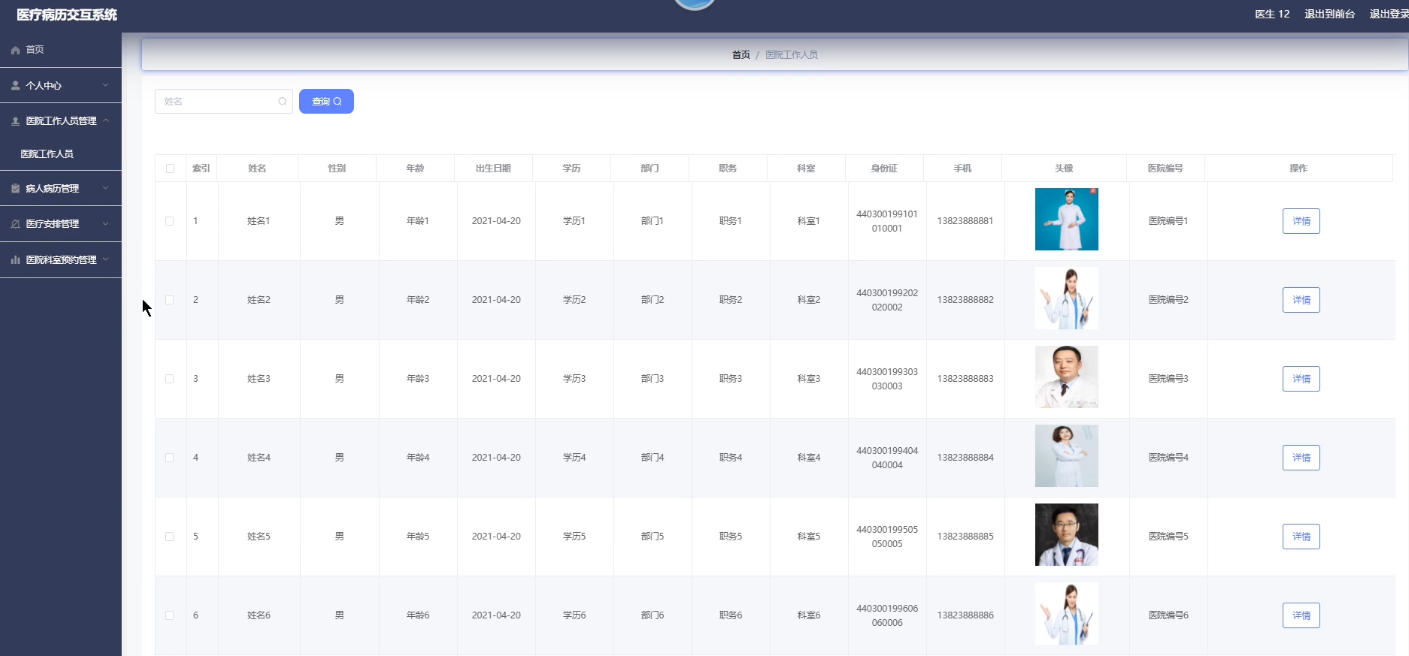 医疗病历交互系统
医生 12 退出到前台 退出登录
首页
个人中心
医院工作人员管理
医院工作人员
病人病历管理
医疗安排管理
医院科室预约管理
首页 / 医院工作人员
姓名
查询
索引 姓名 性别 年龄 出生日期 学历 部门 职务 科室 身份证 手机 头像 医院编号 操作
1 姓名1 男 年龄1 2021-04-20 学历1 部门1 职务1 科室1 440300199101010001 13823888881 医院编号1 详情
2 姓名2 男 年龄2 2021-04-20 学历2 部门2 职务2 科室2 440300199202020002 13823888882 医院编号2 详情
3 姓名3 男 年龄3 2021-04-20 学历3 部门3 职务3 科室3 440300199303030003 13823888883 医院编号3 详情
4 姓名4 男 年龄4 2021-04-20 学历4 部门4 职务4 科室4 440300199404040004 13823888884 医院编号4 详情
5 姓名5 男 年龄5 2021-04-20 学历5 部门5 职务5 科室5 440300199505050005 13823888885 医院编号5 详情
6 姓名6 男 年龄6 2021-04-20 学历6 部门6 职务6 科室6 440300199606060006 13823888886 医院编号6 详情